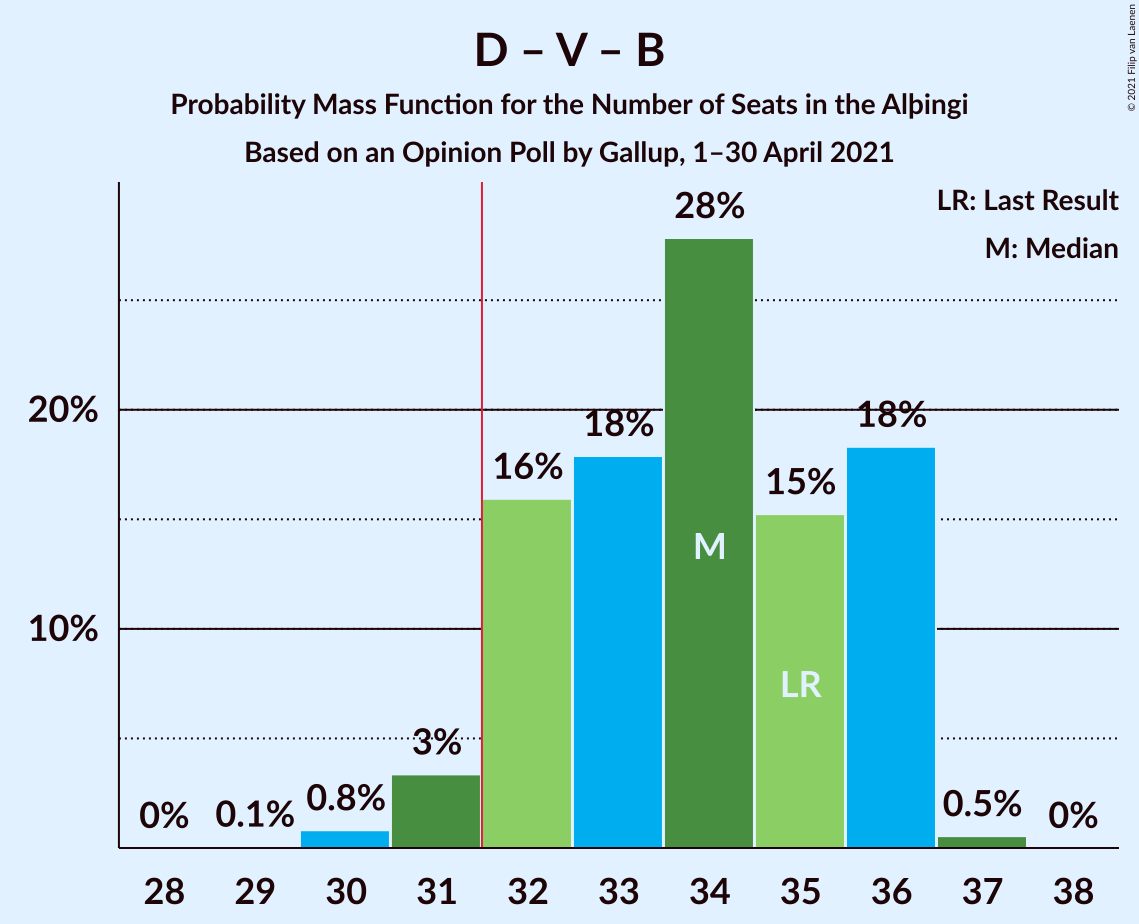 D – V – B
Probability Mass Function for the Number of Seats in the Alþingi
Based on an Opinion Poll by Gallup, 1–30 April 2021
© 2021 Filip van Laenen
LR: Last Result
M: Median
20%
10%
0%
0.1%
0.8%
3%
16%
18%
28%
15%
18%
0.5%
0%
M
LR
28 29 30 31 32 33 34 35 36 37 38